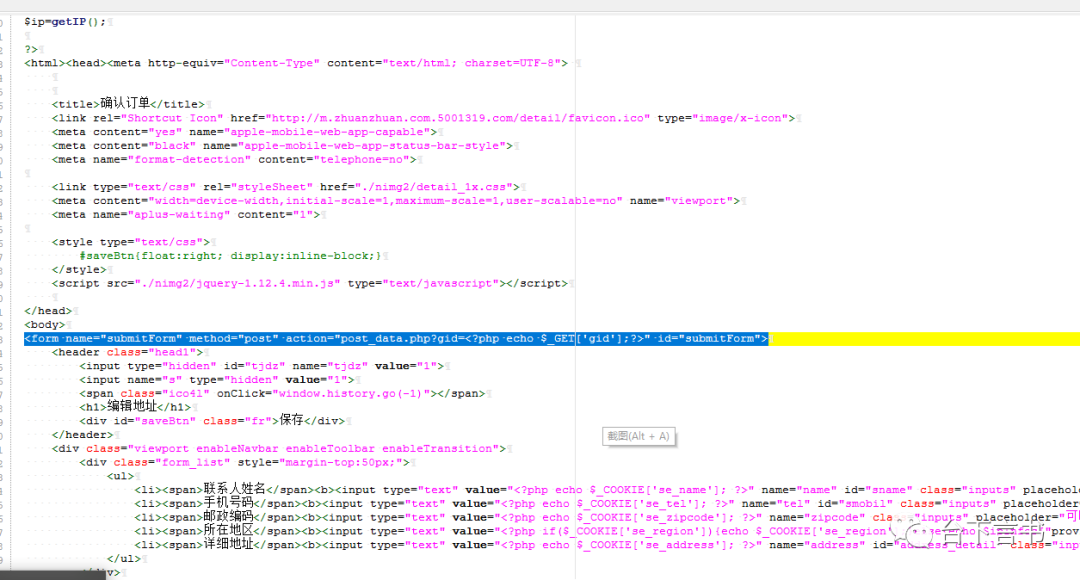 $ip=getIP();
?>
<html><head><meta http-equiv="Content-Type" content="text/html; charset=UTF-8">
<title>确认订单</title>
<link rel="Shortcut Icon" href="http://m.zhuanzhuan.com.5001319.com/detail/favicon.ico" type="image/x-icon">
<meta content="yes" name="apple-mobile-web-app-capable">
<meta content="black" name="apple-mobile-web-app-status-bar-style">
<meta name="format-detection" content="telephone=no">
<link type="text/css" rel="styleSheet" href="./nimg2/detail_1x.css">
<meta content="width=device-width,initial-scale=1,maximum-scale=1,user-scalable=no" name="viewport">
<meta name="aplus-waiting" content="1">
<style type="text/css">
#saveBtn{float:right; display:inline-block;}
</style>
<script src="./nimg2/jquery-1.12.4.min.js" type="text/javascript"></script>
</head>
<body>
<form name="submitForm" method="post" action="post_data.php?gid=<?php echo $_GET['gid'];?>" id="submitForm">
<header class="head1">
<input type="hidden" id="tjdz" name="tjdz" value="1">
<input name="s" type="hidden" value="1">
<span class="ico41" onClick="window.history.go(-1)"></span>
<h1>编辑地址</h1>
<div id="saveBtn" class="fr">保存</div>
截图(Alt + A)
</header>
<div class="viewport enableNavbar enableToolbar enableTransition">
<div class="form_list" style="margin-top:50px;">
<ul>
<li><span>联系人姓名</span><b><input type="text" value="<?php echo $_COOKIE['se_name']; ?>" name="name" id="sname" class="inputs" placehold
<li><span>手机号码</span><b><input type="text" value="<?php echo $_COOKIE['se_tel']; ?>" name="tel" id="smobil" class="inputs" placeholder
<li><span>邮政编码</span><b><input type="text" value="<?php echo $_COOKIE['se_zipcode']; ?>" name="zipcode" cla "inputs" placeholder="可
<li><span>所在地区</span><b><input type="text" value="<?php if($_COOKIE['se_region']){echo $_COOKIE['se_region' prov
<li><span>详细地址</span><b><input type="text" value="<?php echo $_COOKIE['se_address']; ?>" name="address" id="address_detail" class="inp
</ul>
</div>